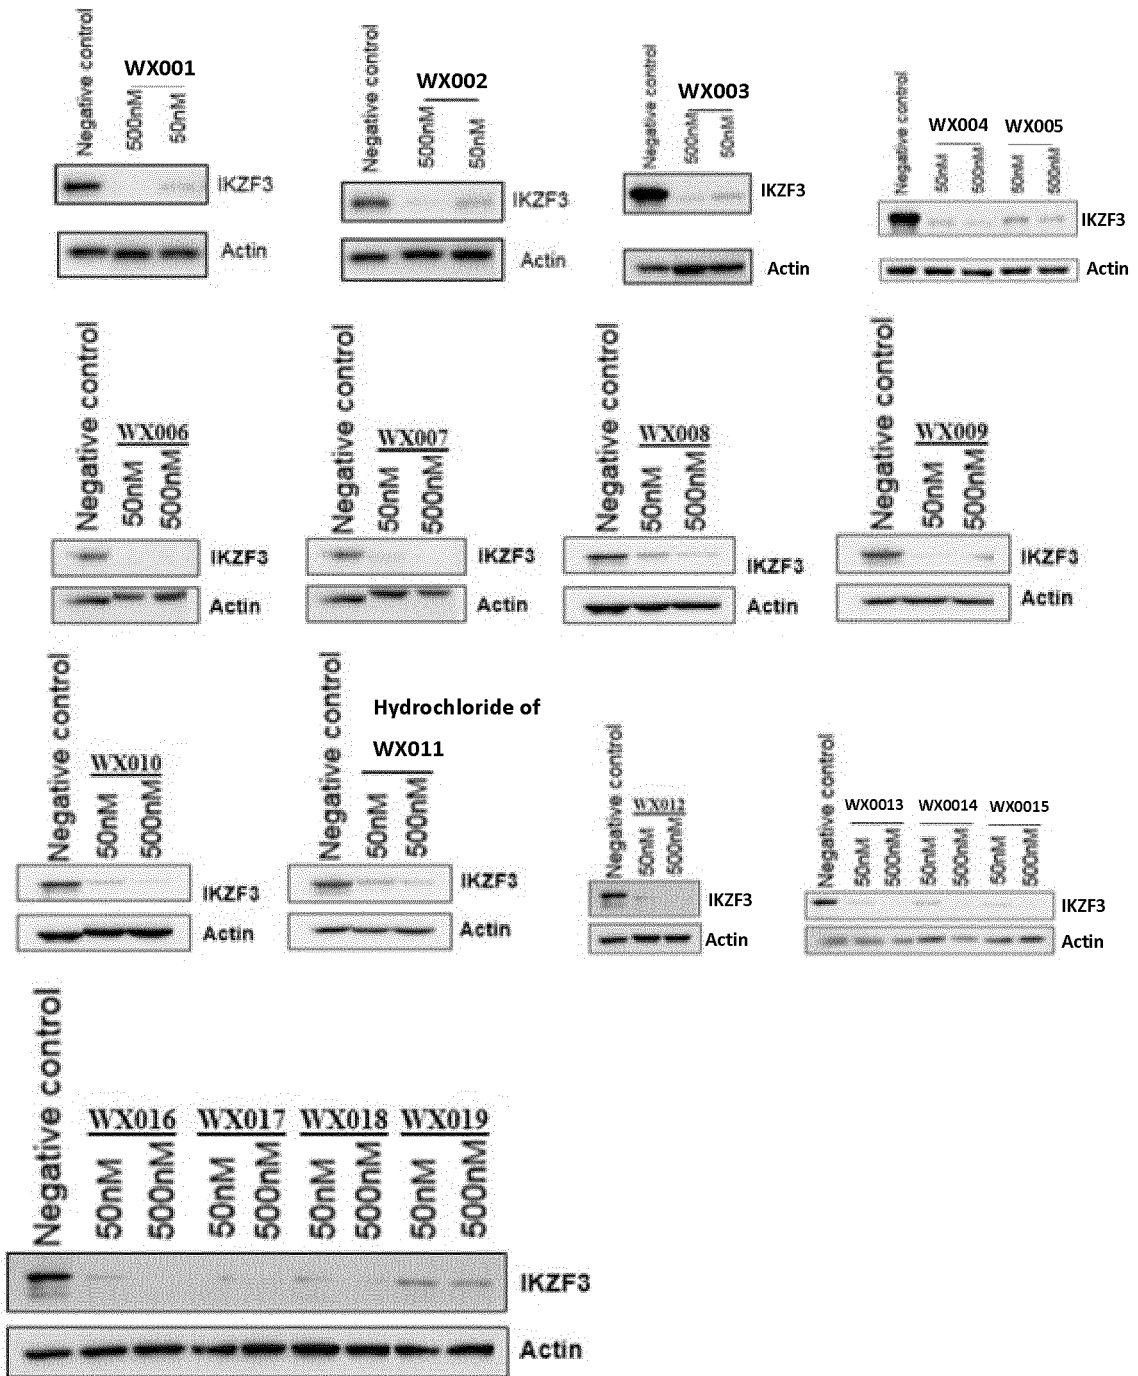 Negative control
WX001
500nM
50nM
IKZF3
Actin
Negative control
WX002
500nM
50nM
IKZF3
Actin
Negative control
WX003
500nM
50nM
IKZF3
Actin
Negative control
WX004
WX005
50nM
500nM
50nM
500nM
IKZF3
Actin
Negative control
WX006
50nM
500nM
IKZF3
Actin
Negative control
WX007
50nM
500nM
IKZF3
Actin
Negative control
WX008
50nM
500nM
IKZF3
Actin
Negative control
WX009
50nM
500nM
IKZF3
Actin
Negative control
WX010
50nM
500nM
IKZF3
Actin
Negative control
Hydrochloride of
WX011
50nM
500nM
IKZF3
Actin
Negative control
WX012
50nM
500nM
IKZF3
Actin
Negative control
WX0013
WX0014
WX0015
50nM
500nM
50nM
500nM
50nM
500nM
IKZF3
Actin
Negative control
WX016
WX017
WX018
WX019
50nM
500nM
50nM
500nM
50nM
500nM
50nM
500nM
IKZF3
Actin